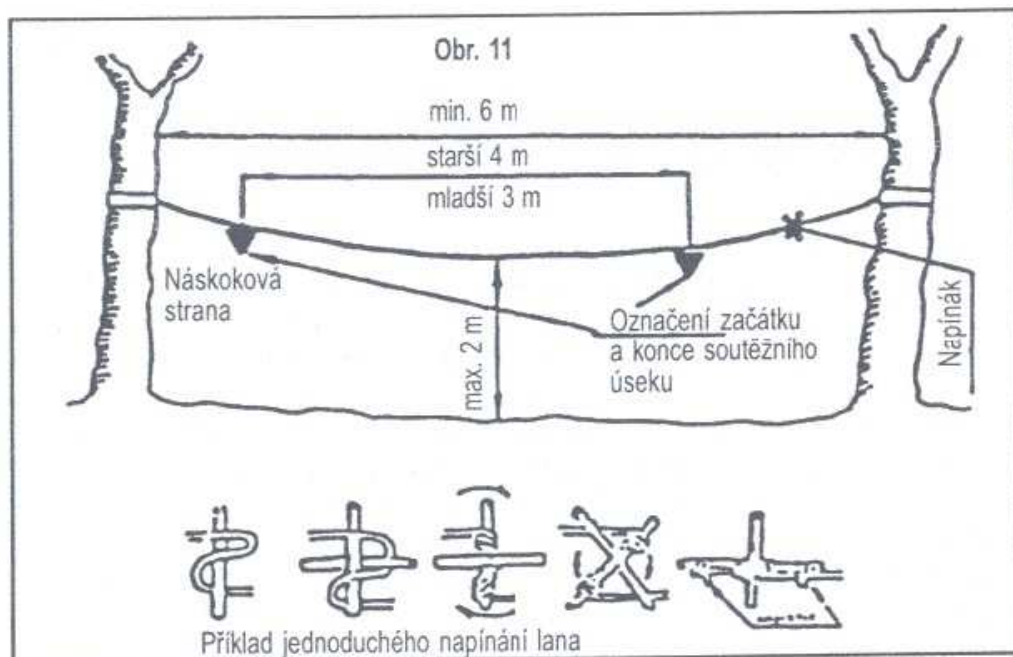 Obr. 11
min. 6 m
starší 4 m
mladší 3 m
Náskoková
strana
max. 2 m
Označení začátku
a konce soutěžního
úseku
Napínák
Příklad jednoduchého napínání lana